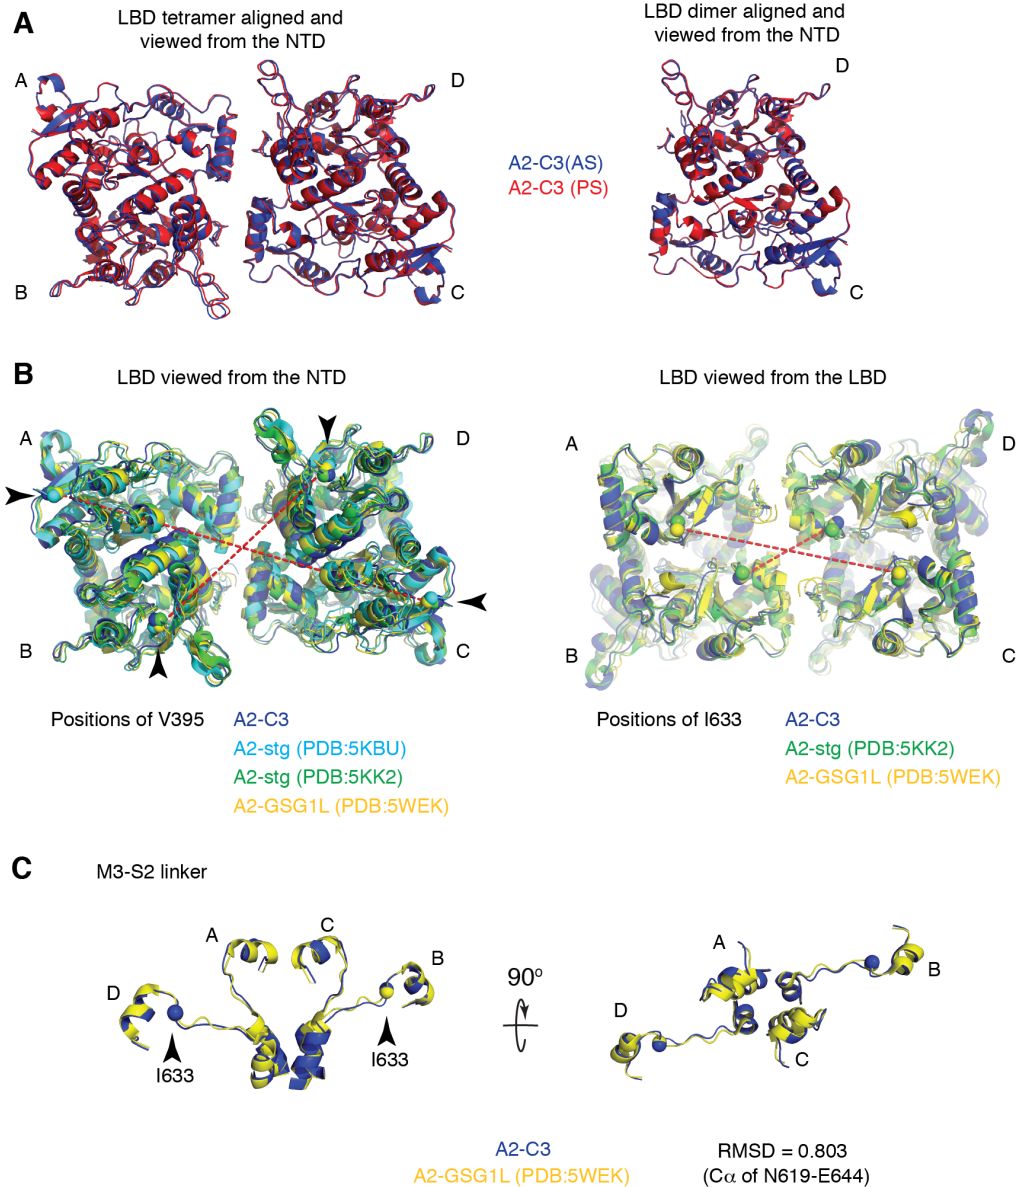 A
LBD tetramer aligned and
viewed from the NTD
LBD dimer aligned and
viewed from the NTD
A
D
D
A2-C3(AS)
A2-C3 (PS)
B
C
C
B
LBD viewed from the NTD
LBD viewed from the LBD
A
D
A
D
B
C
B
C
Positions of V395
A2-C3
A2-stg (PDB:5KBU)
A2-stg (PDB:5KK2)
A2-GSG1L (PDB:5WEK)
Positions of I633
A2-C3
A2-stg (PDB:5KK2)
A2-GSG1L (PDB:5WEK)
C
M3-S2 linker
A
C
B
D
I633
I633
90o
A
B
D
C
A2-C3
A2-GSG1L (PDB:5WEK)
RMSD = 0.803
(Cα of N619-E644)